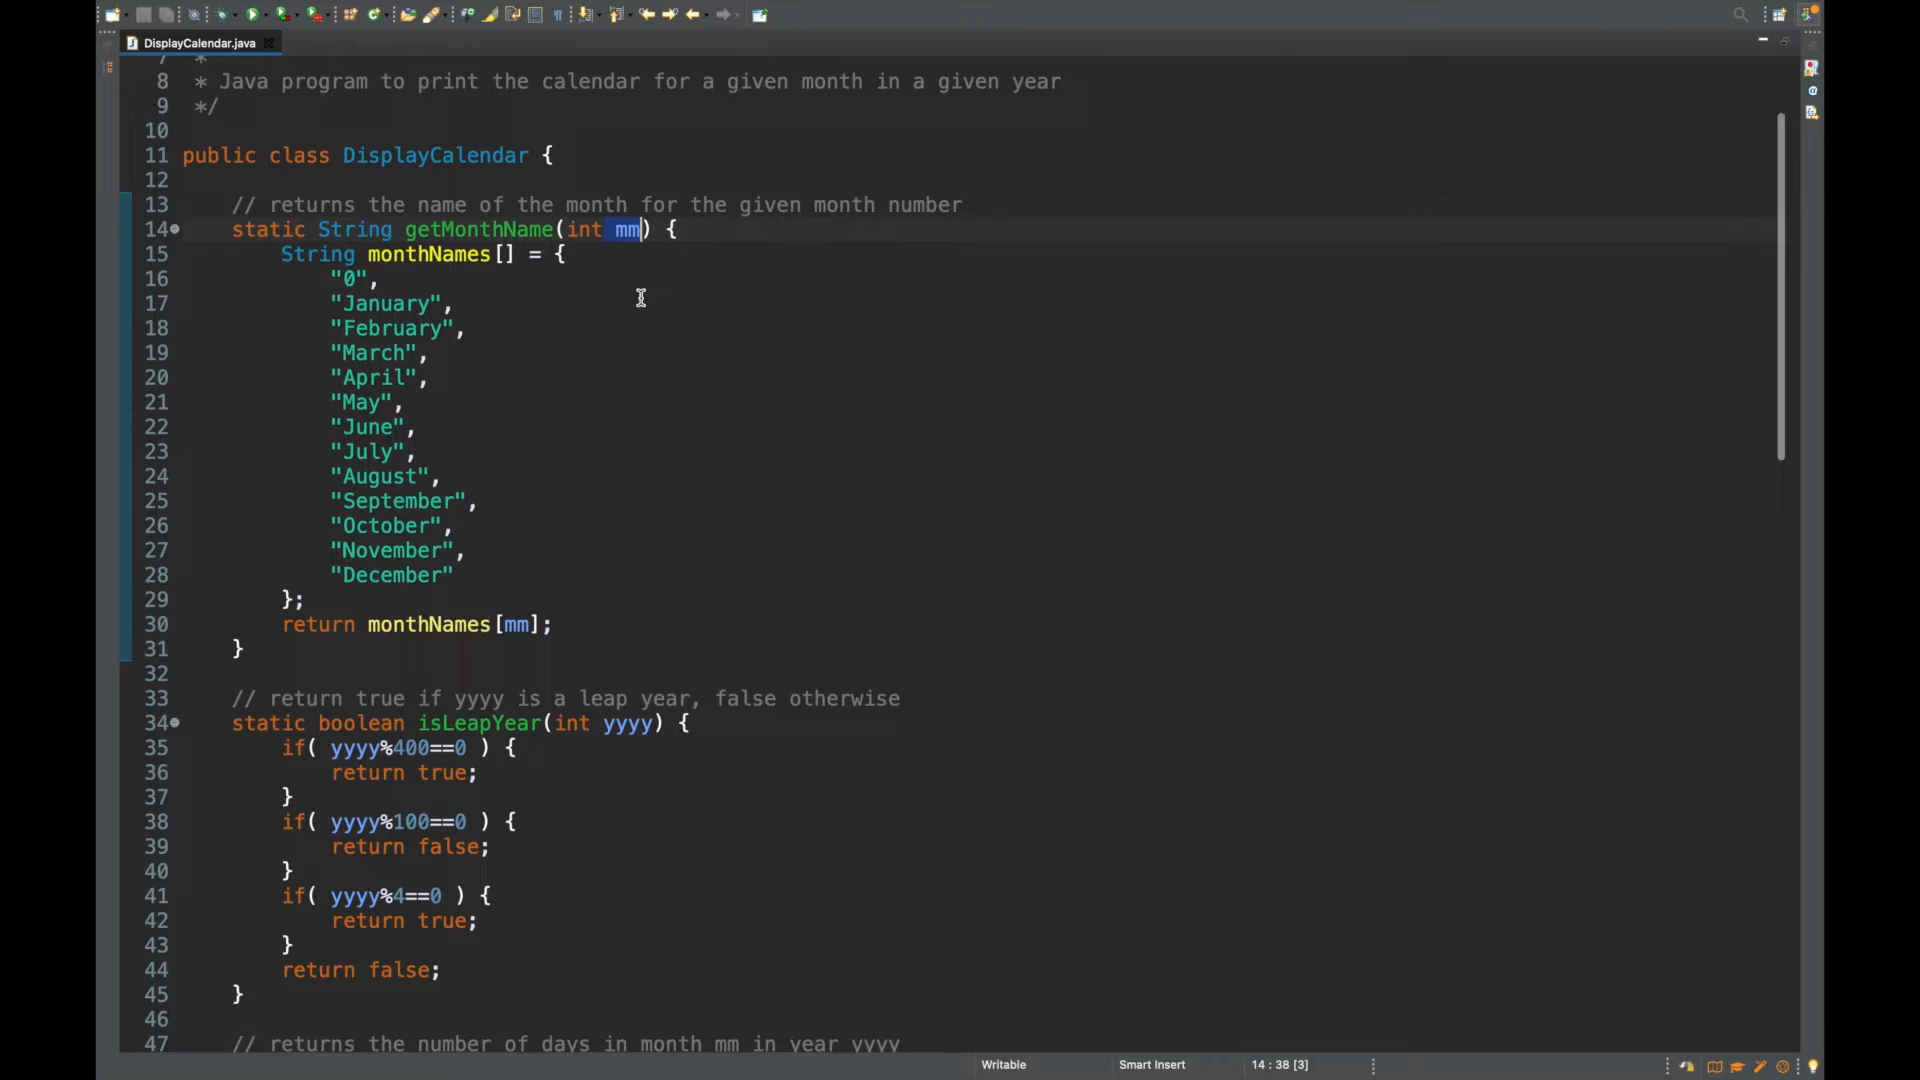 DisplayCalendar.java
7 *
8 * Java program to print the calendar for a given month in a given year
9 */
10
11 public class DisplayCalendar {
12
13 // returns the name of the month for the given month number
14 static String getMonthName(int mm) {
15 String monthNames[] = {
16 "0",
17 "January",
18 "February",
19 "March",
20 "April",
21 "May",
22 "June",
23 "July",
24 "August",
25 "September",
26 "October",
27 "November",
28 "December"
29 };
30 return monthNames[mm];
31 }
32
33 // return true if yyyy is a leap year, false otherwise
34 static boolean isLeapYear(int yyyy) {
35 if( yyyy%400==0 ) {
36 return true;
37 }
38 if( yyyy%100==0 ) {
39 return false;
40 }
41 if( yyyy%4==0 ) {
42 return true;
43 }
44 return false;
45 }
46
47 // returns the number of days in month mm in year yyyy
Writable Smart Insert 14 : 38 [3]